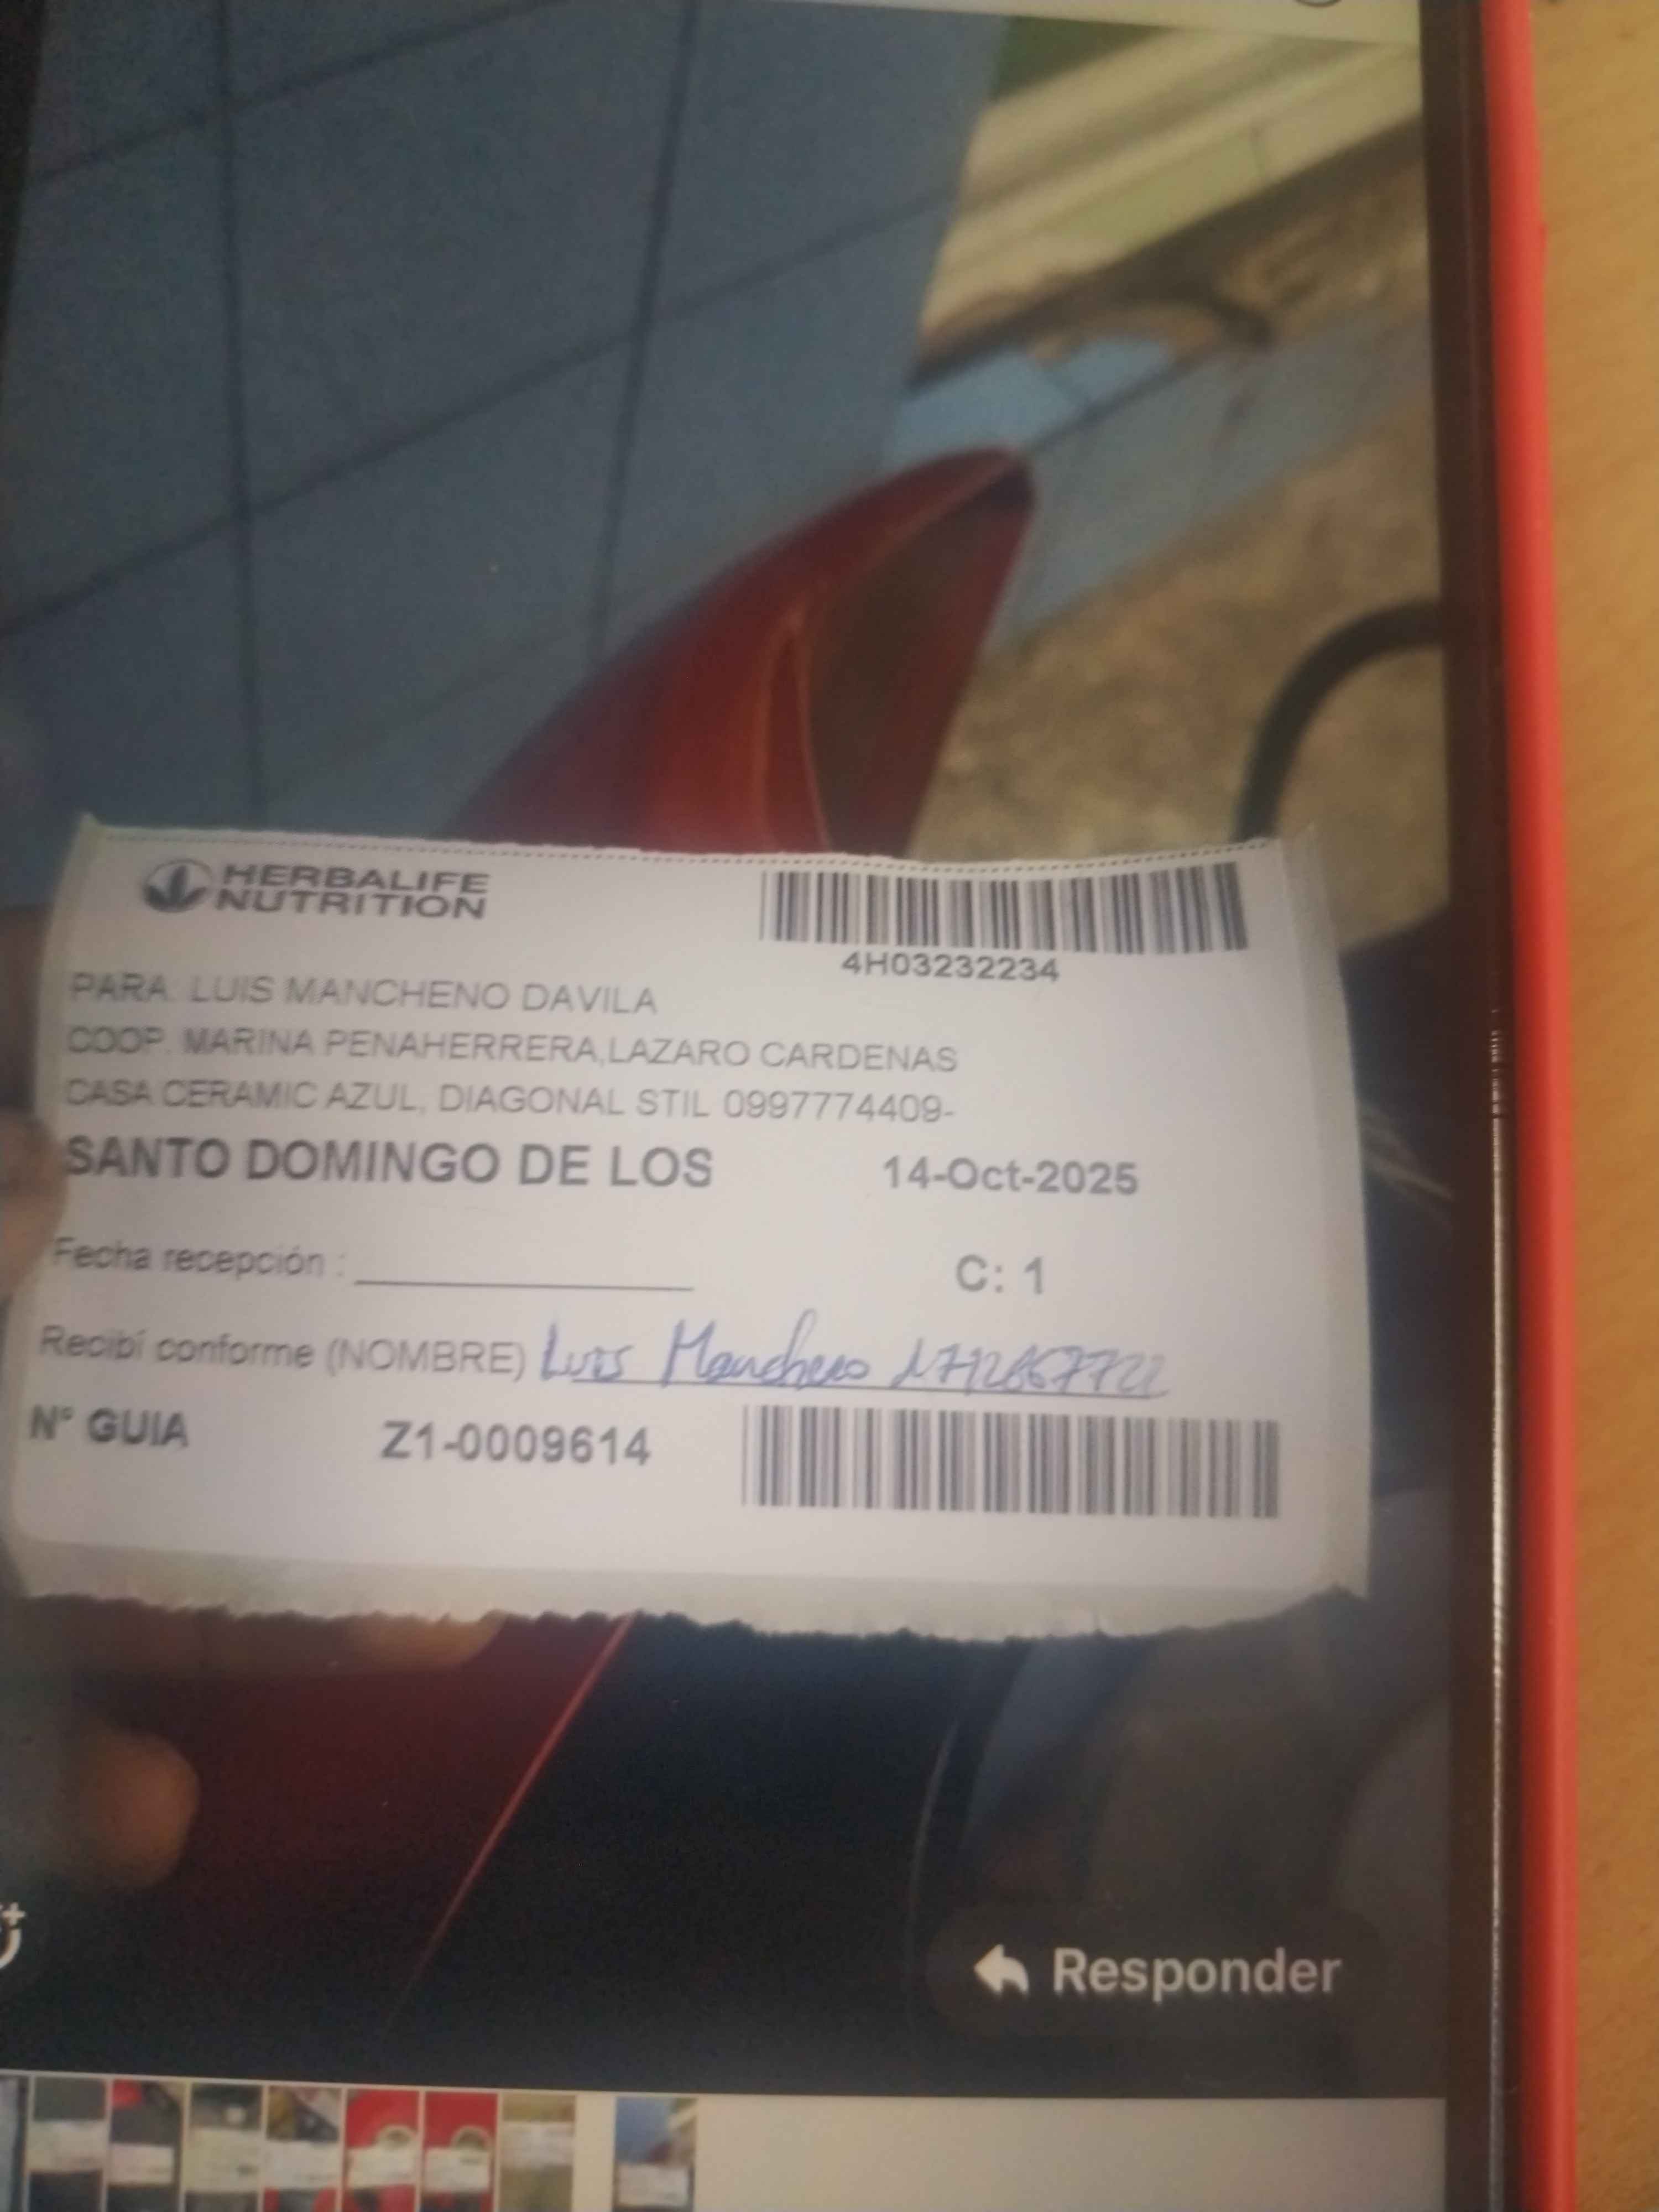 HERBALIFE
NUTRITION
4H03232234
PARA: LUIS MANCHENO DAVILA
COOP. MARINA PENAHERRERA,LAZARO CARDENAS
CASA CERAMIC AZUL, DIAGONAL STIL 0997774409-
SANTO DOMINGO DE LOS 14-Oct-2025
Fecha recepción : C: 1
Recibí conforme (NOMBRE) Luis Mancheno
N° GUIA Z1-0009614
Responder